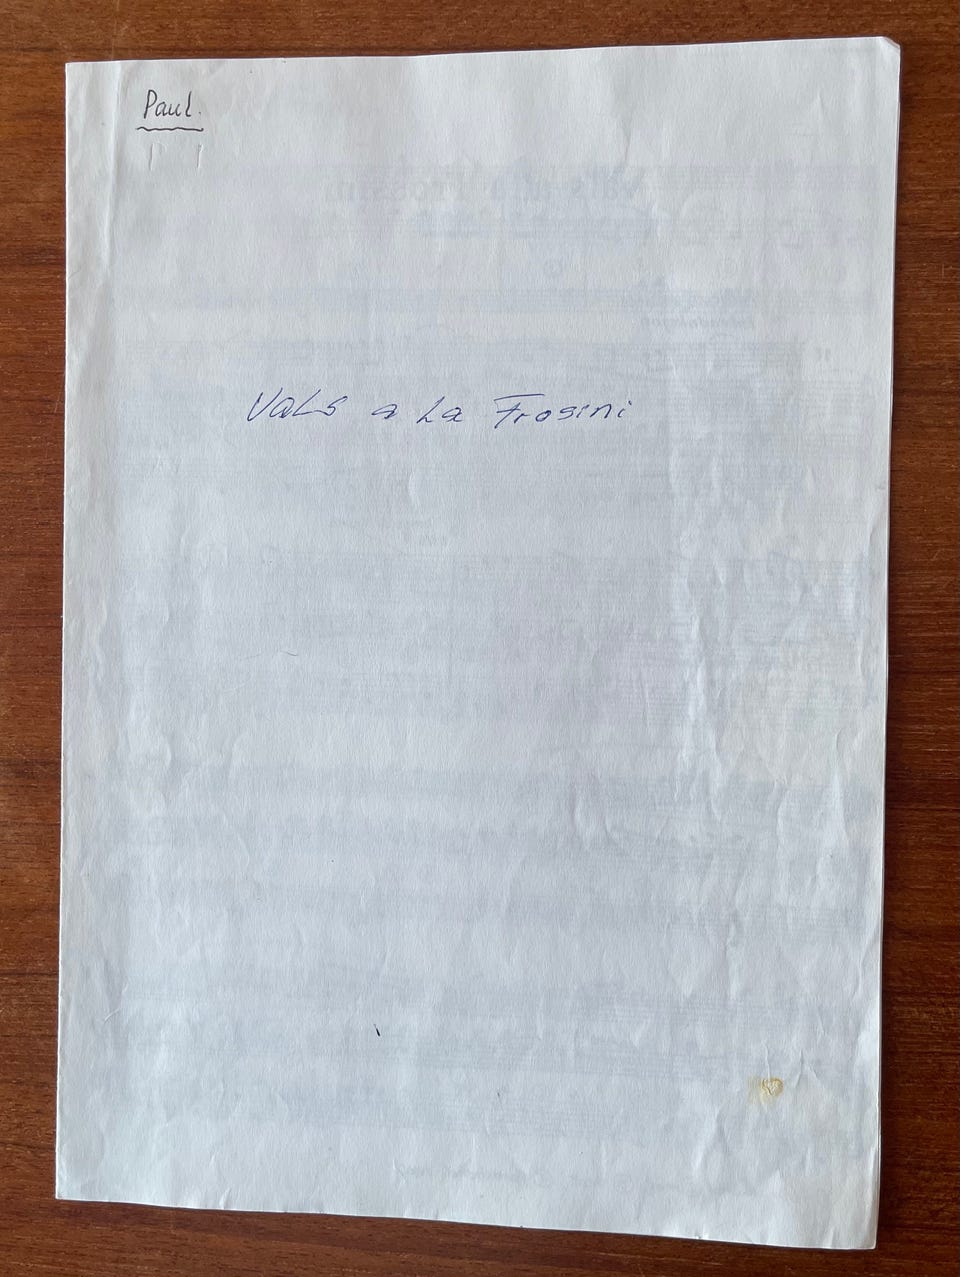 Paul.
Vals a La Frosini